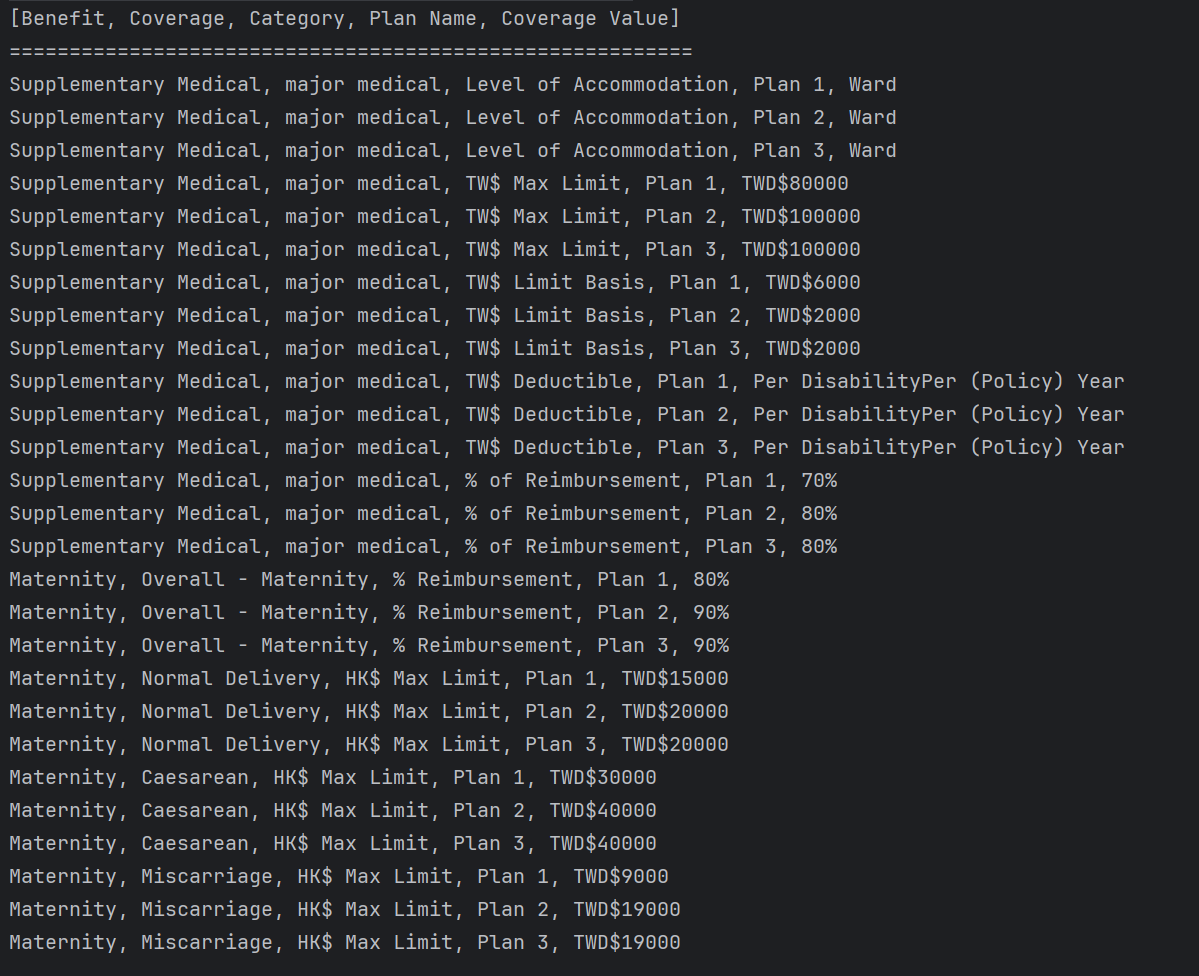 [Benefit, Coverage, Category, Plan Name, Coverage Value]
=========================================================
Supplementary Medical, major medical, Level of Accommodation, Plan 1, Ward
Supplementary Medical, major medical, Level of Accommodation, Plan 2, Ward
Supplementary Medical, major medical, Level of Accommodation, Plan 3, Ward
Supplementary Medical, major medical, TW$ Max Limit, Plan 1, TWD$80000
Supplementary Medical, major medical, TW$ Max Limit, Plan 2, TWD$100000
Supplementary Medical, major medical, TW$ Max Limit, Plan 3, TWD$100000
Supplementary Medical, major medical, TW$ Limit Basis, Plan 1, TWD$6000
Supplementary Medical, major medical, TW$ Limit Basis, Plan 2, TWD$2000
Supplementary Medical, major medical, TW$ Limit Basis, Plan 3, TWD$2000
Supplementary Medical, major medical, TW$ Deductible, Plan 1, Per DisabilityPer (Policy) Year
Supplementary Medical, major medical, TW$ Deductible, Plan 2, Per DisabilityPer (Policy) Year
Supplementary Medical, major medical, TW$ Deductible, Plan 3, Per DisabilityPer (Policy) Year
Supplementary Medical, major medical, % of Reimbursement, Plan 1, 70%
Supplementary Medical, major medical, % of Reimbursement, Plan 2, 80%
Supplementary Medical, major medical, % of Reimbursement, Plan 3, 80%
Maternity, Overall - Maternity, % Reimbursement, Plan 1, 80%
Maternity, Overall - Maternity, % Reimbursement, Plan 2, 90%
Maternity, Overall - Maternity, % Reimbursement, Plan 3, 90%
Maternity, Normal Delivery, HK$ Max Limit, Plan 1, TWD$15000
Maternity, Normal Delivery, HK$ Max Limit, Plan 2, TWD$20000
Maternity, Normal Delivery, HK$ Max Limit, Plan 3, TWD$20000
Maternity, Caesarean, HK$ Max Limit, Plan 1, TWD$30000
Maternity, Caesarean, HK$ Max Limit, Plan 2, TWD$40000
Maternity, Caesarean, HK$ Max Limit, Plan 3, TWD$40000
Maternity, Miscarriage, HK$ Max Limit, Plan 1, TWD$9000
Maternity, Miscarriage, HK$ Max Limit, Plan 2, TWD$19000
Maternity, Miscarriage, HK$ Max Limit, Plan 3, TWD$19000